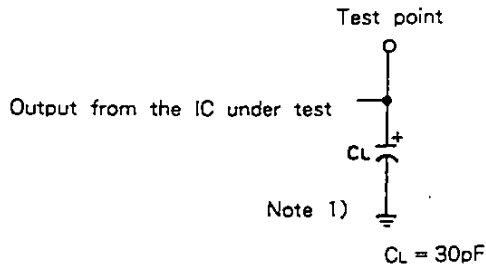 Test point
Output from the IC under test
+
CL
Note 1)
CL = 30pF